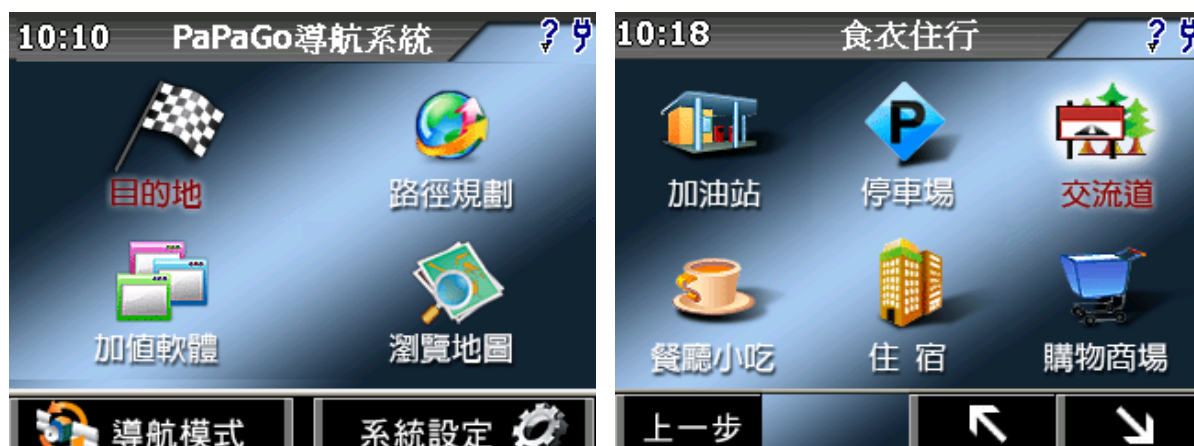 10:10 PaPaGo導航系統 ?
目的地 路徑規劃
加值軟體 瀏覽地圖
導航模式 系統設定
10:18 食衣住行 ?
加油站 P 停車場 交流道
餐廳小吃 住宿 購物商場
上一步